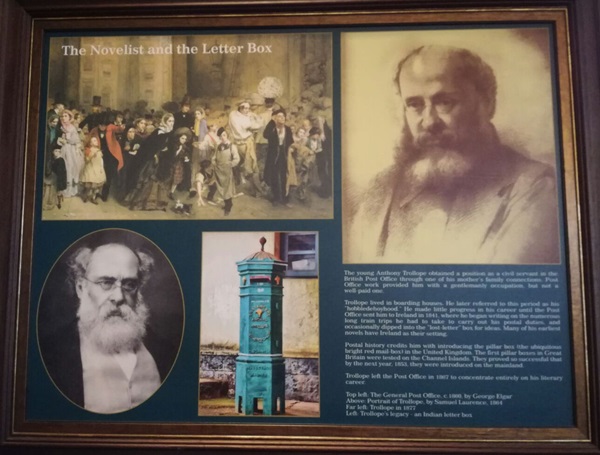 The Novelist and the Letter Box
The young Anthony Trollope obtained a position as a civil servant in the
British Post Office through one of his mother's family connections. Post
Office work provided him with a gentlemanly occupation, but not a
well-paid one.
Trollope lived in boarding houses. He later referred to this period as his
"hobbledehoyhood." He made little progress in his career until the Post
Office sent him to Ireland in 1841, where he began writing on the numerous
long train trips he had to take to carry out his postal duties, and
occasionally dipped into the "lost-letter" box for ideas. Many of his earliest
novels have Ireland as their setting.
Postal history credits him with introducing the pillar box (the ubiquitous
bright red mail box) in the United Kingdom. The first pillar boxes in Great
Britain were tested on the Channel Islands. They proved so successful that
by the next year, 1853, they were introduced on the mainland.
Trollope left the Post Office in 1867 to concentrate entirely on his literary
career.
Top left: The General Post Office, c 1860, by George Elgar
Above: Portrait of Trollope, by Samuel Laurence, 1864
Far left: Trollope in 1877
Left: Trollope's legacy - an Indian letter box